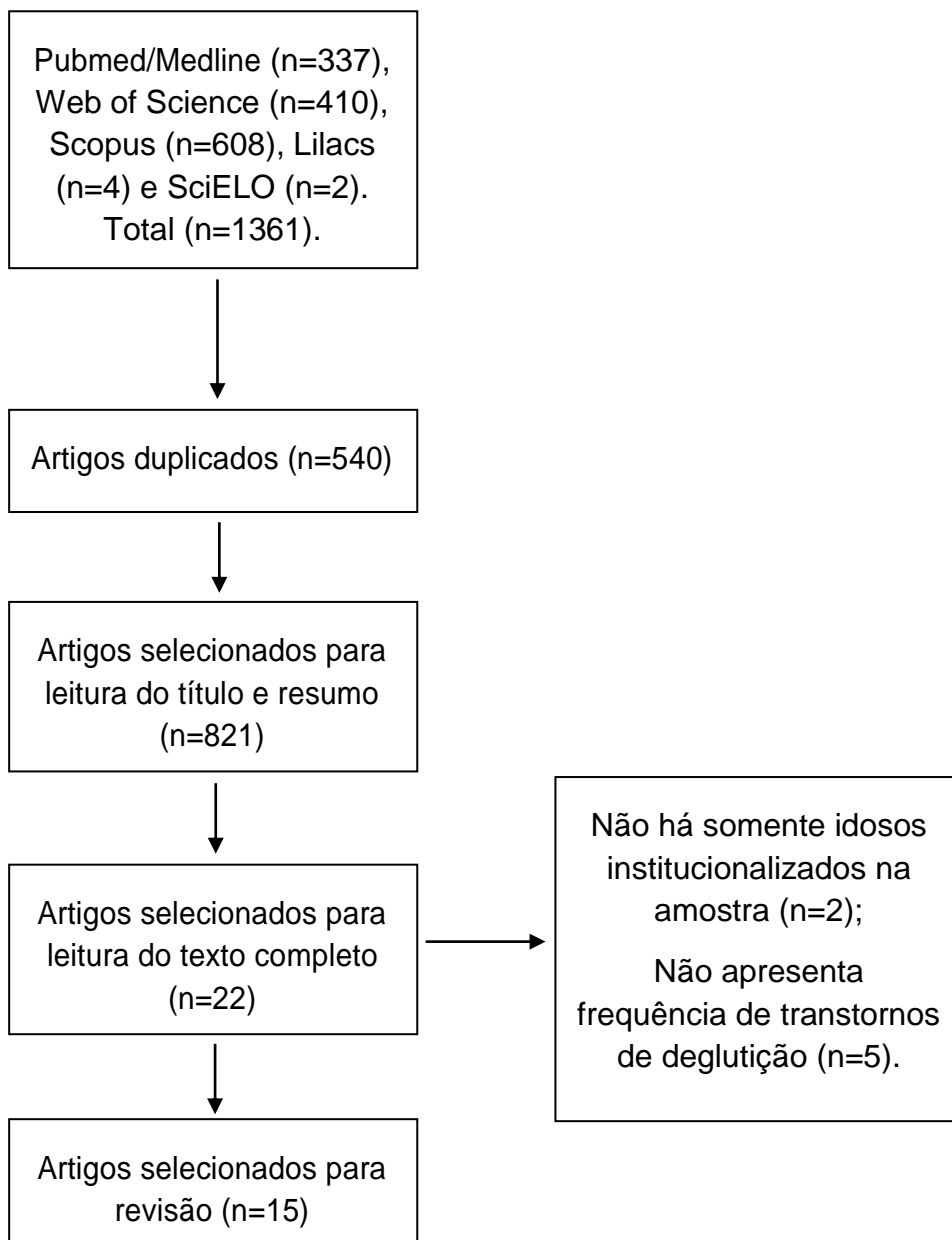 Pubmed/Medline (n=337),
Web of Science (n=410),
Scopus (n=608), Lilacs
(n=4) e SciELO (n=2).
Total (n=1361).
Artigos duplicados (n=540)
Artigos selecionados para
leitura do título e resumo
(n=821)
Artigos selecionados para
leitura do texto completo
(n=22)
Não há somente idosos
institucionalizados na
amostra (n=2);
Não apresenta
frequência de transtornos
de deglutição (n=5).
Artigos selecionados para
revisão (n=15)